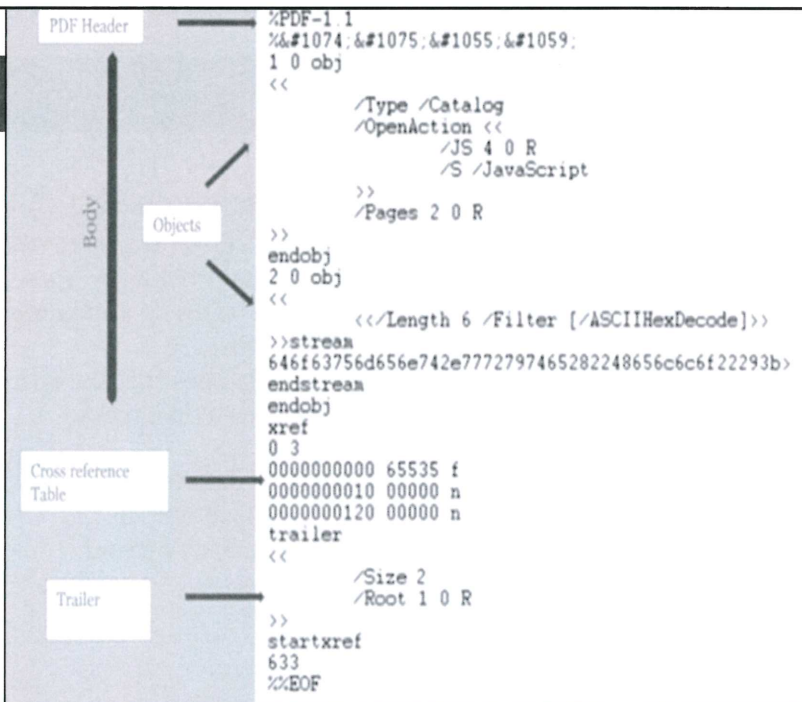 PDF Header
Body
Objects
Cross reference
Table
Trailer
%PDF-1.1
%&#1074;&#1075;&#1055;&#1059;
1 0 obj
<<
/Type /Catalog
/OpenAction <<
/JS 4 0 R
/S /JavaScript
>>
/Pages 2 0 R
>>
endobj
2 0 obj
<<
<</Length 6 /Filter [/ASCIIHexDecode]>>
>>stream
646f63756d656e742e7772797465282248656c6c6f22293b>
endstream
endobj
xref
0 3
0000000000 65535 f
0000000010 00000 n
0000000120 00000 n
trailer
<<
/Size 2
/Root 1 0 R
>>
startxref
633
%%EOF